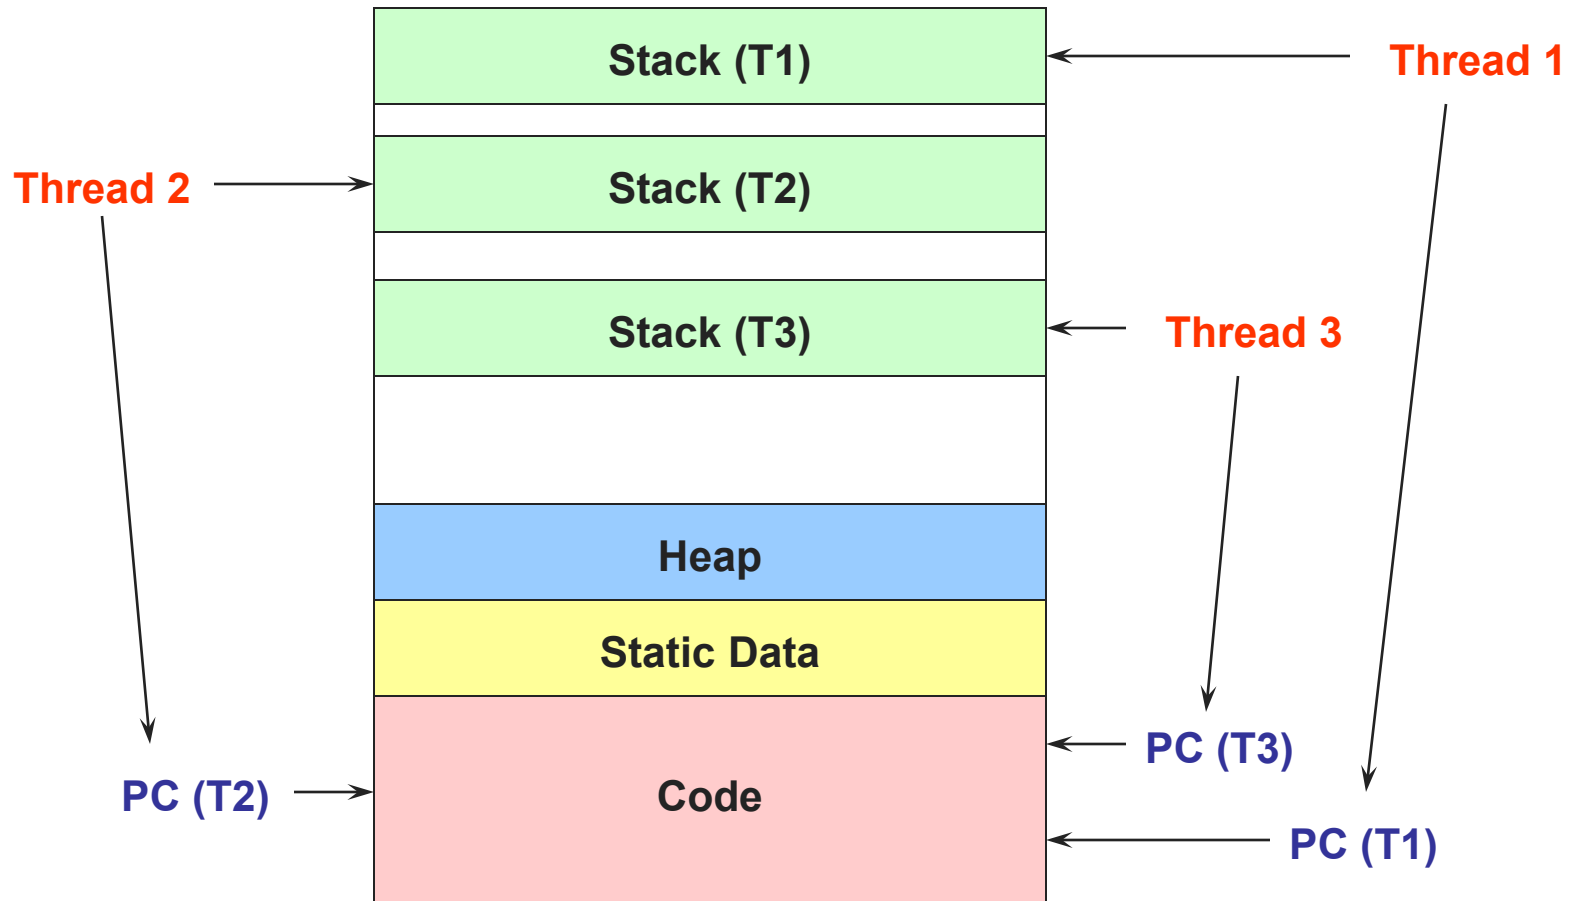 Stack (T1)
Thread 1
Thread 2
Stack (T2)
Stack (T3)
Thread 3
Heap
Static Data
PC (T3)
PC (T2)
Code
PC (T1)